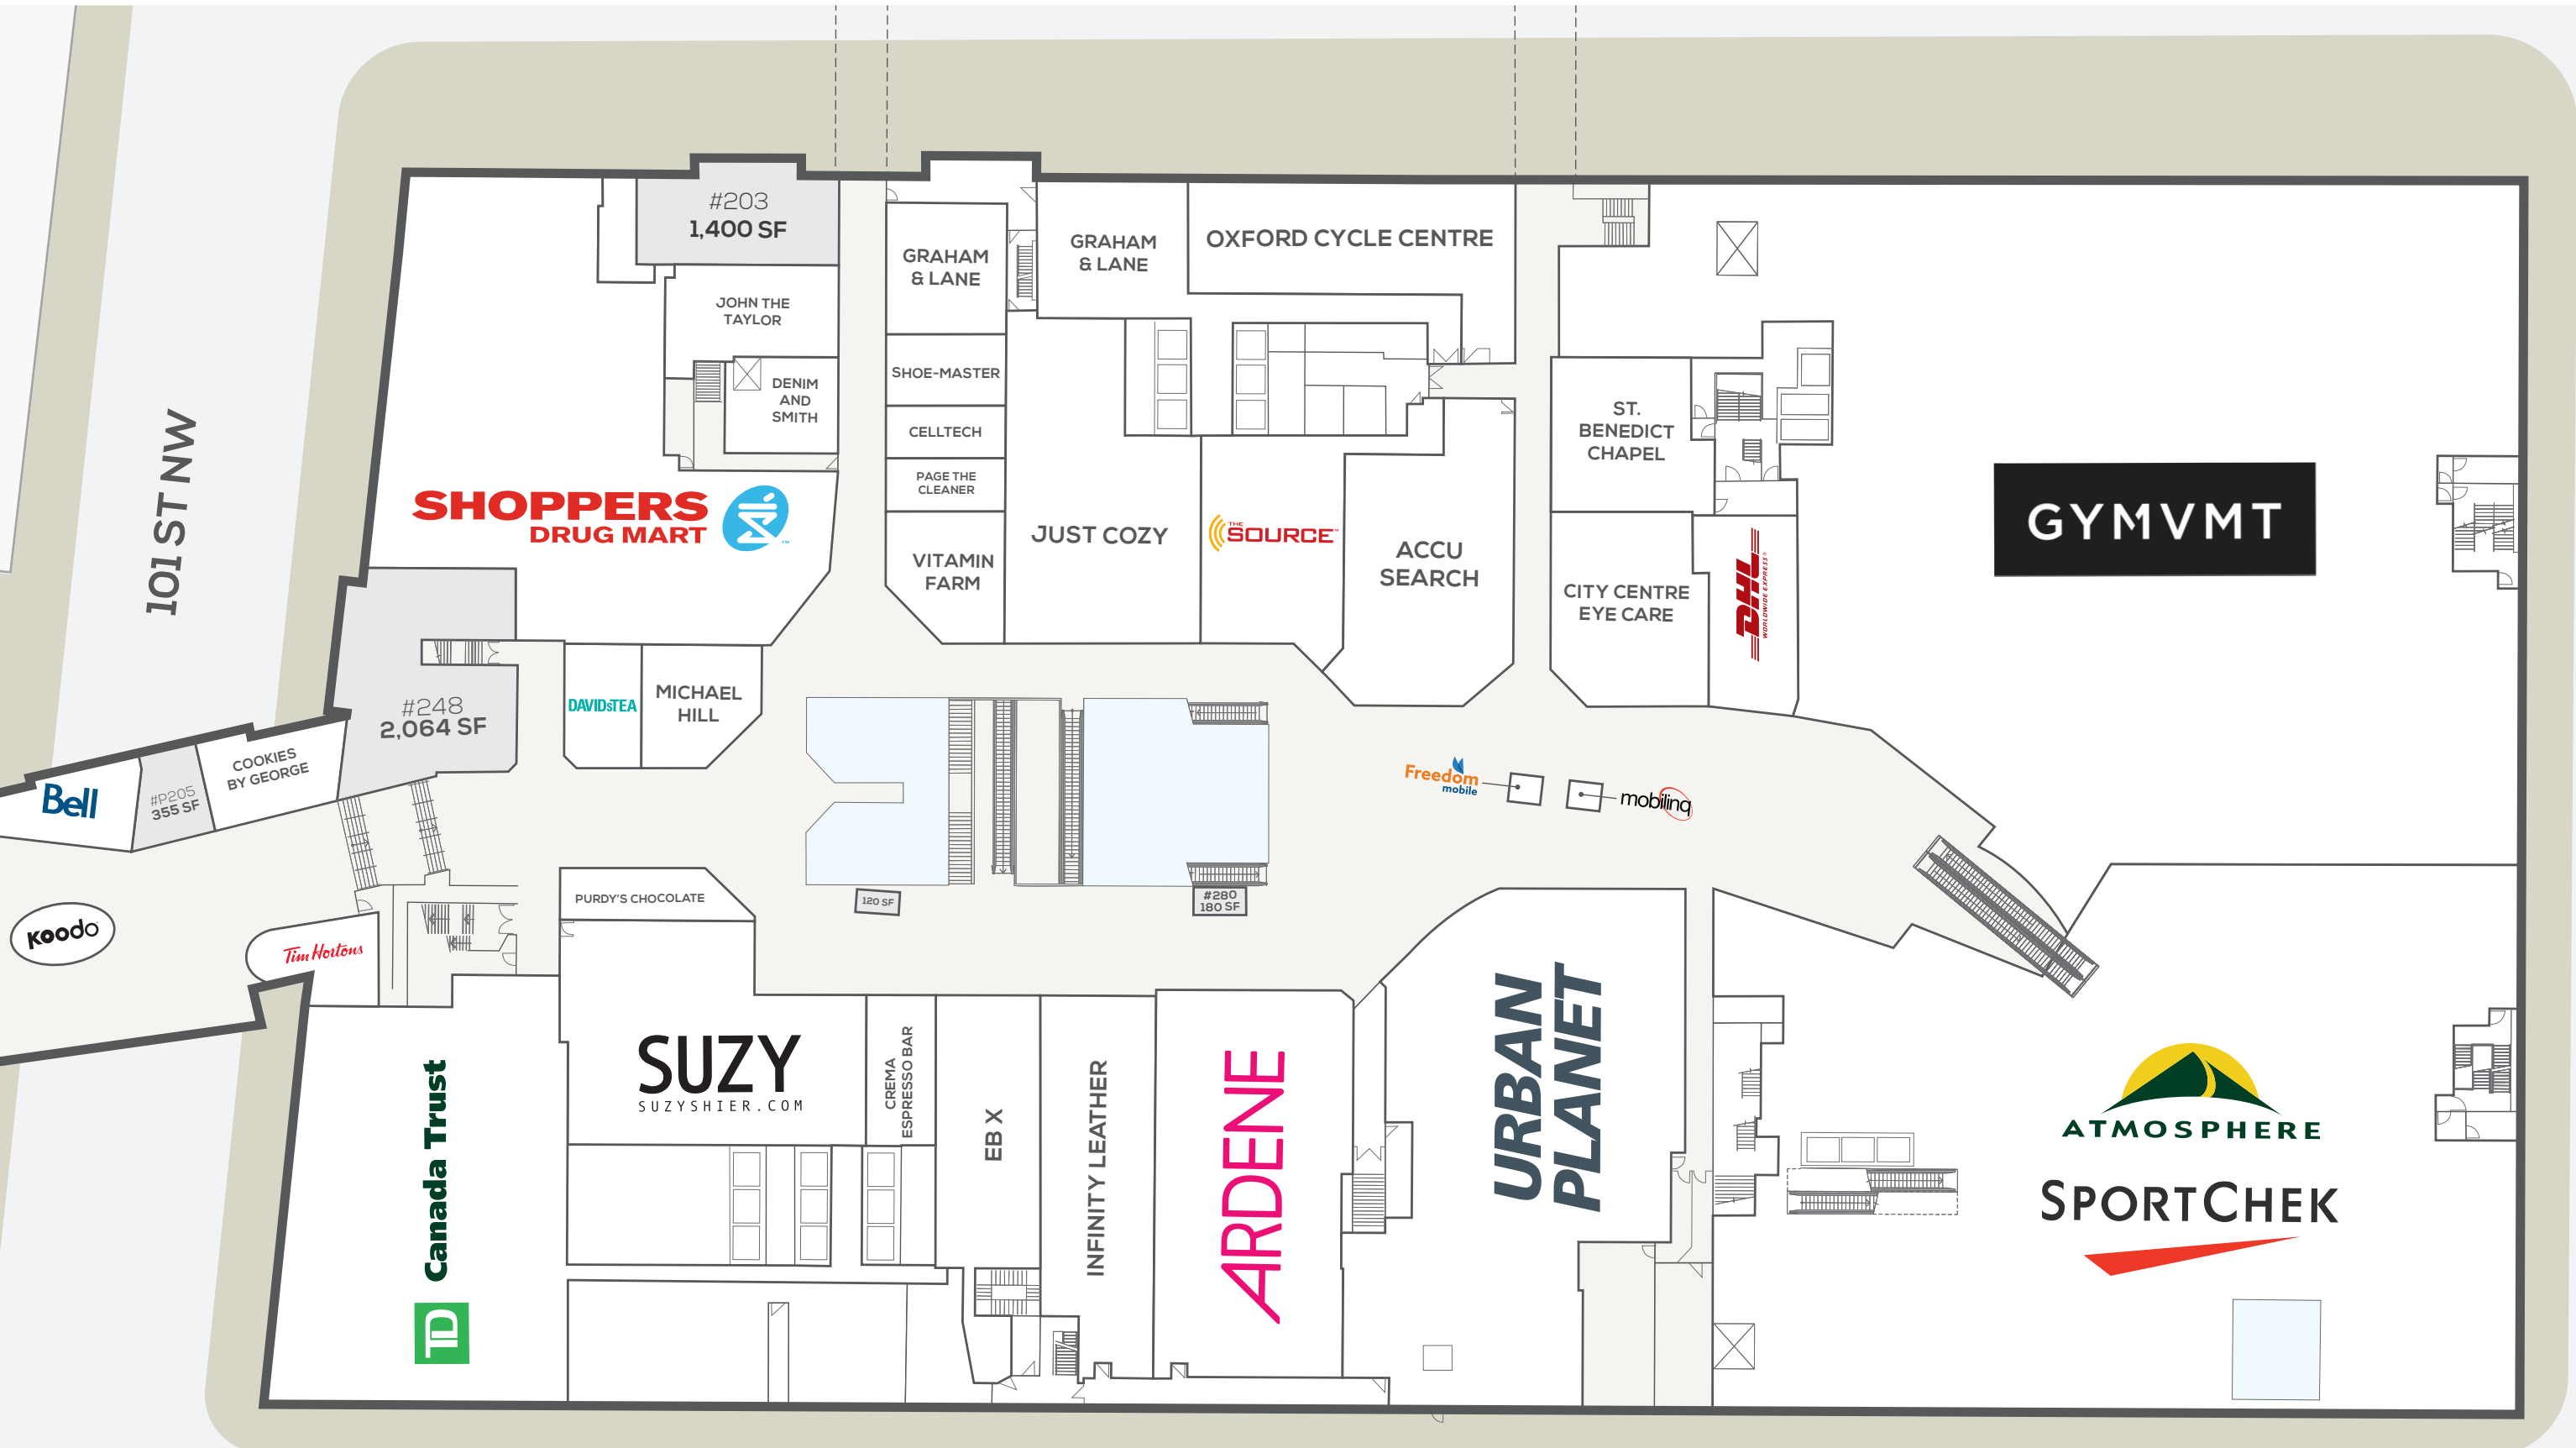 #203
1,400 SF
JOHN THE
TAYLOR
DENIM
AND
SMITH
SHOPPERS
DRUG MART
™
GRAHAM
& LANE
SHOE-MASTER
CELLTECH
PAGE THE
CLEANER
VITAMIN
FARM
GRAHAM
& LANE
OXFORD CYCLE CENTRE
JUST COZY
THE
SOURCE™
ACCU
SEARCH
ST.
BENEDICT
CHAPEL
CITY CENTRE
EYE CARE
DHL
WORLDWIDE EXPRESS®
GYMVMT
101 ST NW
#248
2,064 SF
DAVIDsTEA
MICHAEL
HILL
COOKIES
BY GEORGE
#P205
355 SF
Bell
Freedom
mobile
mobilinq
koodo
Tim Hortons
PURDY'S CHOCOLATE
120 SF
#280
180 SF
SUZY
SUZYSHIER.COM
CREMA
ESPRESSO BAR
EB X
INFINITY LEATHER
ARDENE
URBAN
PLANET
TD Canada Trust
ATMOSPHERE
SPORTCHEK